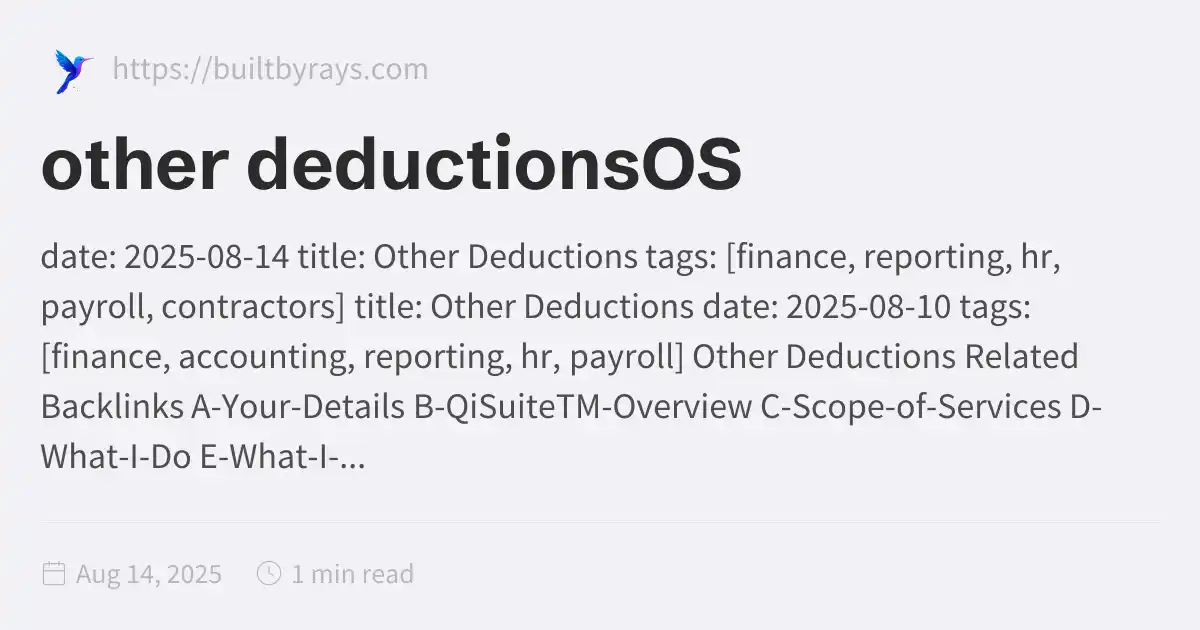 https://builtbyrays.com
other deductionsOS
date: 2025-08-14 title: Other Deductions tags: [finance, reporting, hr,
payroll, contractors] title: Other Deductions date: 2025-08-10 tags:
[finance, accounting, reporting, hr, payroll] Other Deductions Related
Backlinks A-Your-Details B-QiSuiteTM-Overview C-Scope-of-Services D-
What-I-Do E-What-I-...
Aug 14, 2025 1 min read